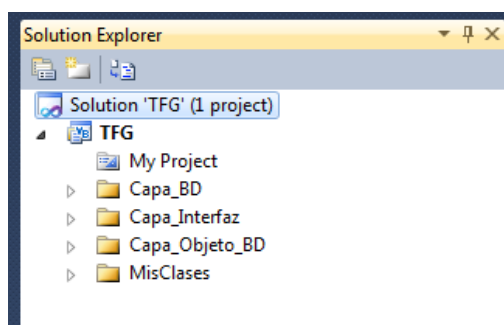 Solution Explorer
Solution 'TFG' (1 project)
TFG
My Project
Capa_BD
Capa_Interfaz
Capa_Objeto_BD
MisClases